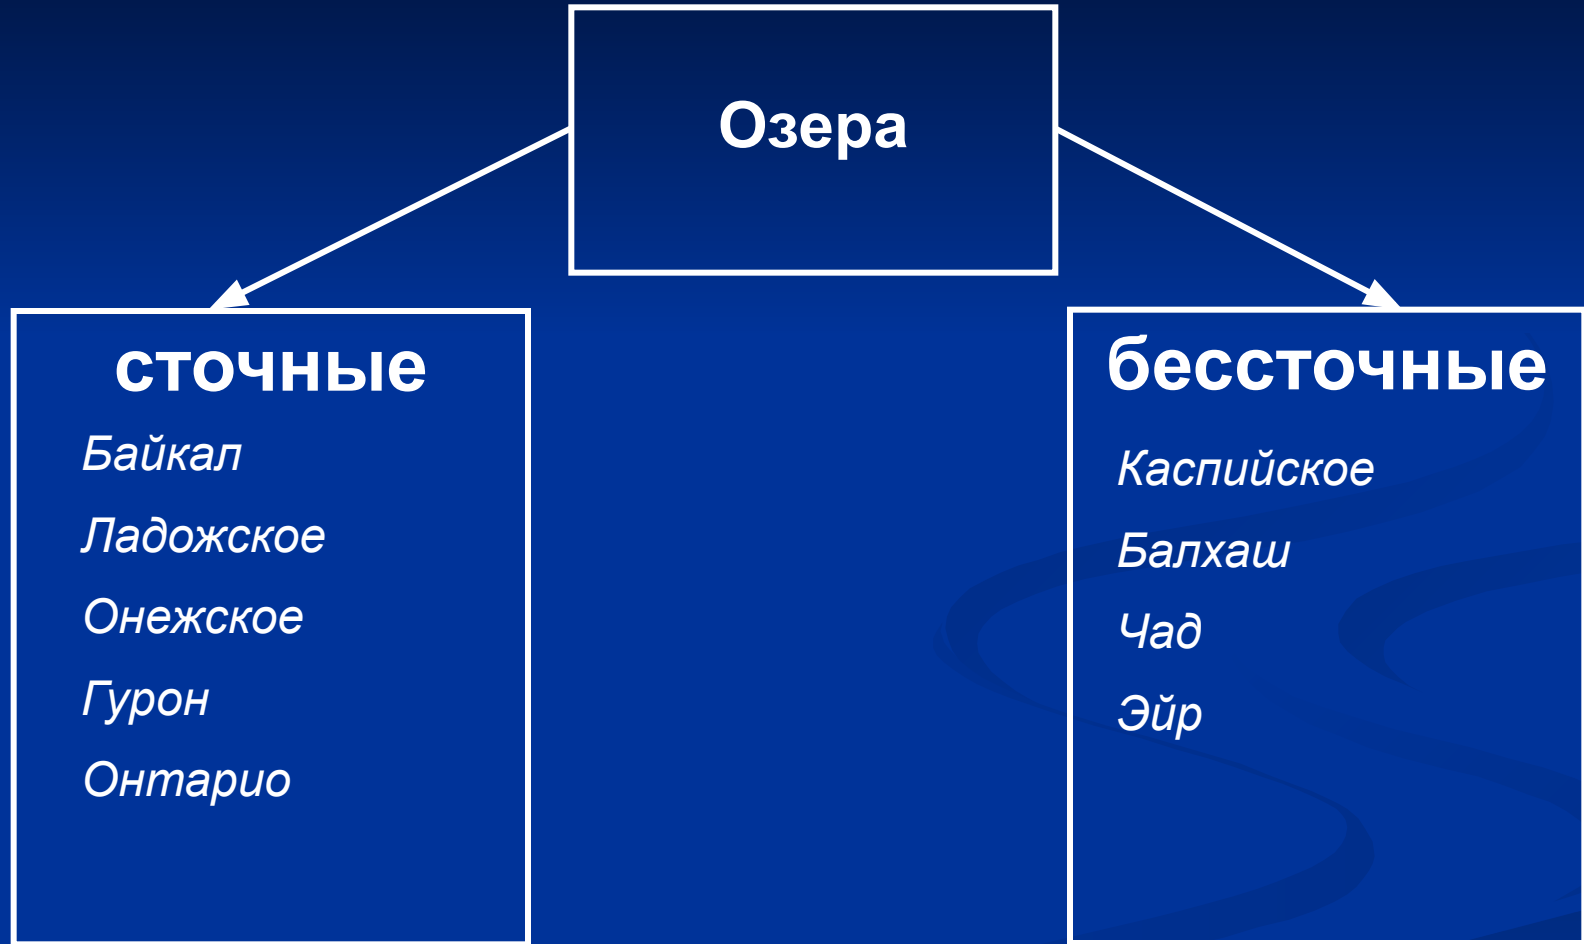 Озера
сточные
Байкал
Ладожское
Онежское
Гурон
Онтарио
бессточные
Каспийское
Балхаш
Чад
Эйр